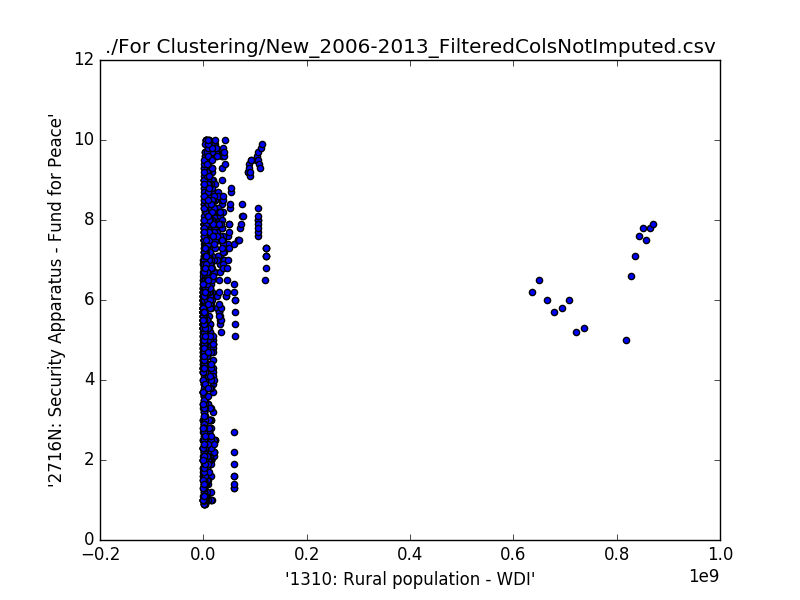 ./For Clustering/New_2006-2013_FilteredColsNotImputed.csv
12
10
8
6
4
2
0
'2716N: Security Apparatus - Fund for Peace'
−0.2 0.0 0.2 0.4 0.6 0.8 1.0
1e9
'1310: Rural population - WDI'